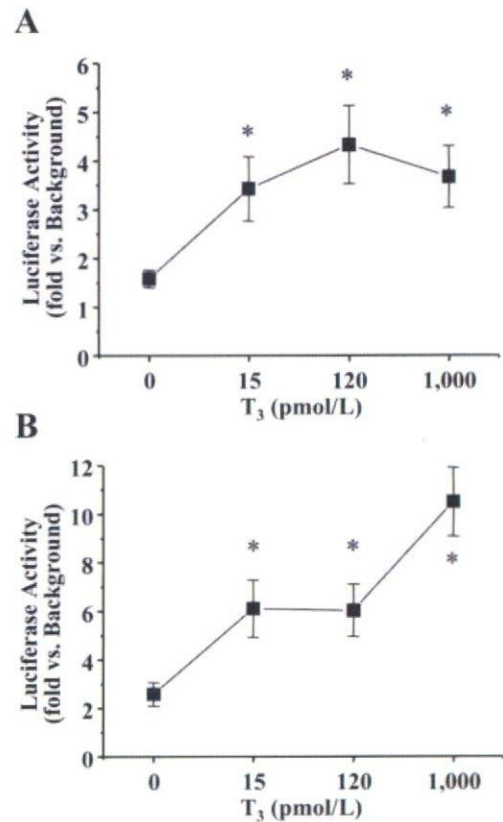 A
Luciferase Activity
(fold vs. Background)
6
5
4
3
2
1
0
*
*
*
0 15 120 1,000
T₃ (pmol/L)
B
Luciferase Activity
(fold vs. Background)
12
10
8
6
4
2
0
*
*
*
0 15 120 1,000
T₃ (pmol/L)